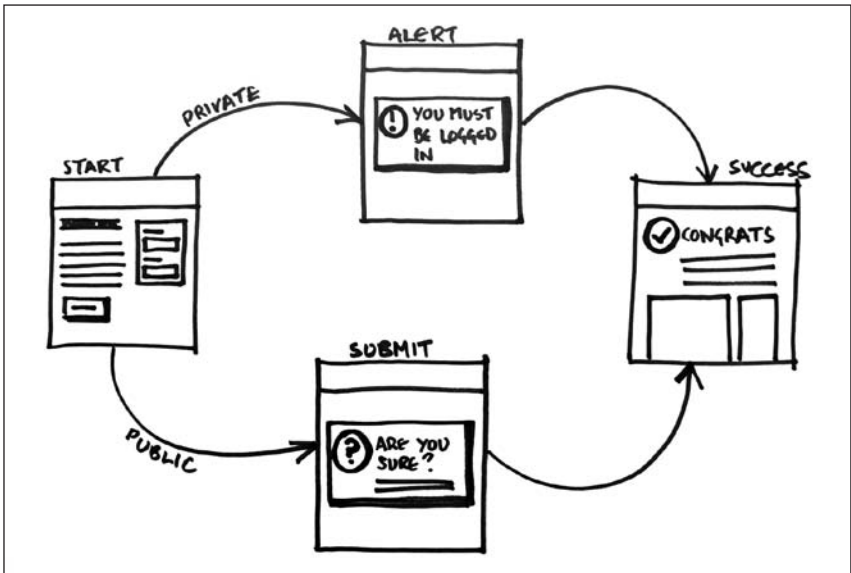 ALERT
PRIVATE
YOU MUST
BE LOGGED
IN
START
SUCCESS
CONGRATS
SUBMIT
PUBLIC
ARE YOU
SURE?